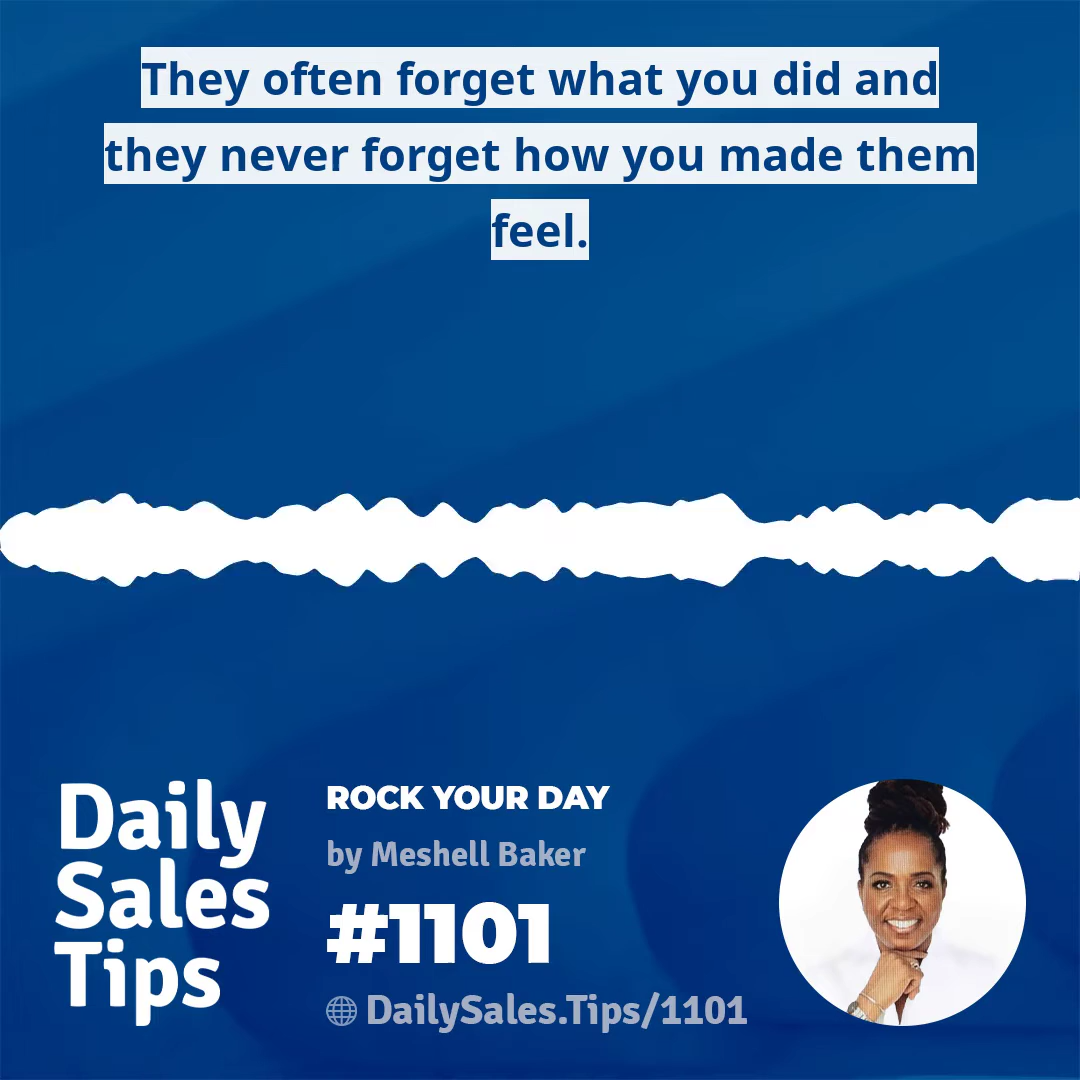 They often forget what you did and
they never forget how you made them
feel.
Daily
Sales
Tips
ROCK YOUR DAY
by Meshell Baker
#1101
DailySales.Tips/1101